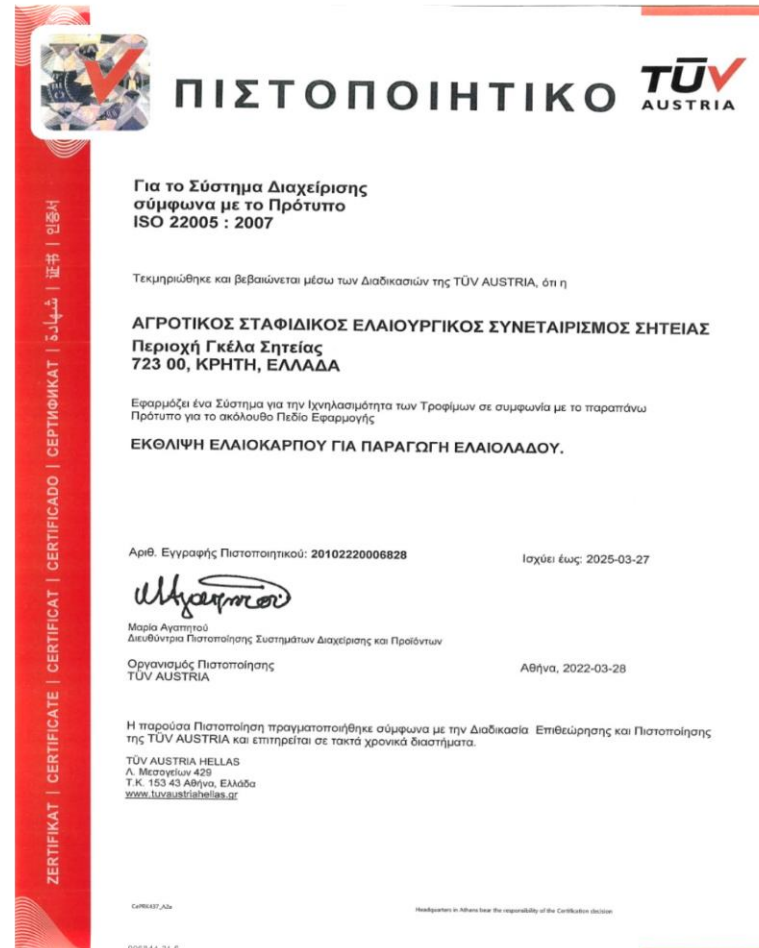 ΠΙΣΤΟΠΟΙΗΤΙΚΟ
TÜV
AUSTRIA
Για το Σύστημα Διαχείρισης
σύμφωνα με το Πρότυπο
ISO 22005 : 2007
Τεκμηριώθηκε και βεβαιώνεται μέσω των Διαδικασιών της TÜV AUSTRIA, ότι η
ΑΓΡΟΤΙΚΟΣ ΣΤΑΦΙΔΙΚΟΣ ΕΛΑΙΟΥΡΓΙΚΟΣ ΣΥΝΕΤΑΙΡΙΣΜΟΣ ΣΗΤΕΙΑΣ
Περιοχή Γκέλα Σητείας
723 00, ΚΡΗΤΗ, ΕΛΛΑΔΑ
Εφαρμόζει ένα Σύστημα για την Ιχνηλασιμότητα των Τροφίμων σε συμφωνία με το παραπάνω
Πρότυπο για το ακόλουθο Πεδίο Εφαρμογής
ΕΚΘΛΙΨΗ ΕΛΑΙΟΚΑΡΠΟΥ ΓΙΑ ΠΑΡΑΓΩΓΗ ΕΛΑΙΟΛΑΔΟΥ.
Αριθ. Εγγραφής Πιστοποιητικού: 20102220006828
Ισχύει έως: 2025-03-27
Μαρία Αγαπητού
Διευθύντρια Πιστοποίησης Συστημάτων Διαχείρισης και Προϊόντων
Οργανισμός Πιστοποίησης
TÜV AUSTRIA
Αθήνα, 2022-03-28
Η παρούσα Πιστοποίηση πραγματοποιήθηκε σύμφωνα με την Διαδικασία Επιθεώρησης και Πιστοποίησης
της TÜV AUSTRIA και επιτηρείται σε τακτά χρονικά διαστήματα.
TÜV AUSTRIA HELLAS
Λ. Μεσογείων 429
Τ.Κ. 153 43 Αθήνα, Ελλάδα
www.tuvaustriahellas.gr
Headquarters in Athens bear the responsibility of the Certification decision
ZERTIFIKAT | CERTIFICATE | CERTIFICAT | CERTIFICADO | СЕРТИФИКАТ | شهادة | 证书 | 인증서